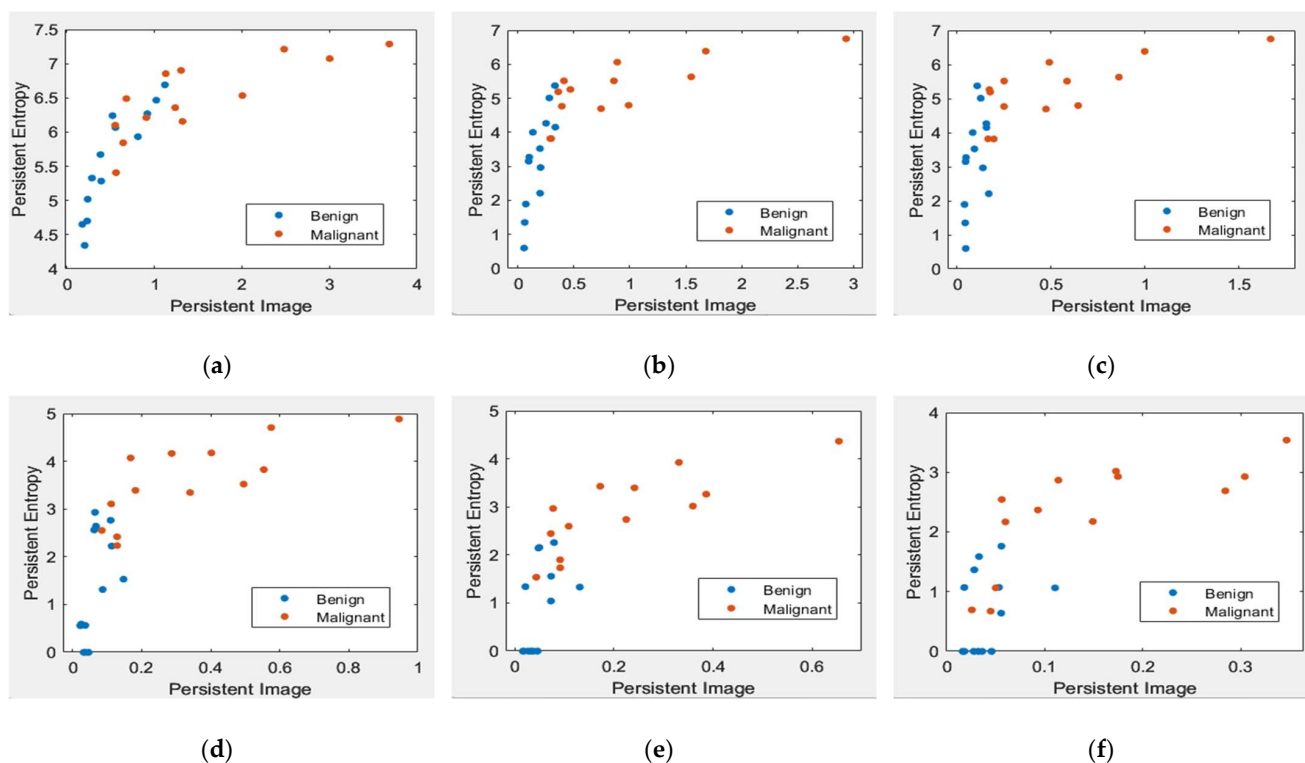 7.5
7
6.5
6
5.5
5
4.5
4
Persistent Entropy
0 1 2 3 4
Persistent Image
Benign
Malignant
(a)
7
6
5
4
3
2
1
0
Persistent Entropy
0 0.5 1 1.5 2 2.5 3
Persistent Image
Benign
Malignant
(b)
7
6
5
4
3
2
1
0
Persistent Entropy
0 0.5 1 1.5
Persistent Image
Benign
Malignant
(c)
5
4
3
2
1
0
Persistent Entropy
0 0.2 0.4 0.6 0.8 1
Persistent Image
Benign
Malignant
(d)
5
4
3
2
1
0
Persistent Entropy
0 0.2 0.4 0.6
Persistent Image
Benign
Malignant
(e)
4
3
2
1
0
Persistent Entropy
0 0.1 0.2 0.3
Persistent Image
Benign
Malignant
(f)